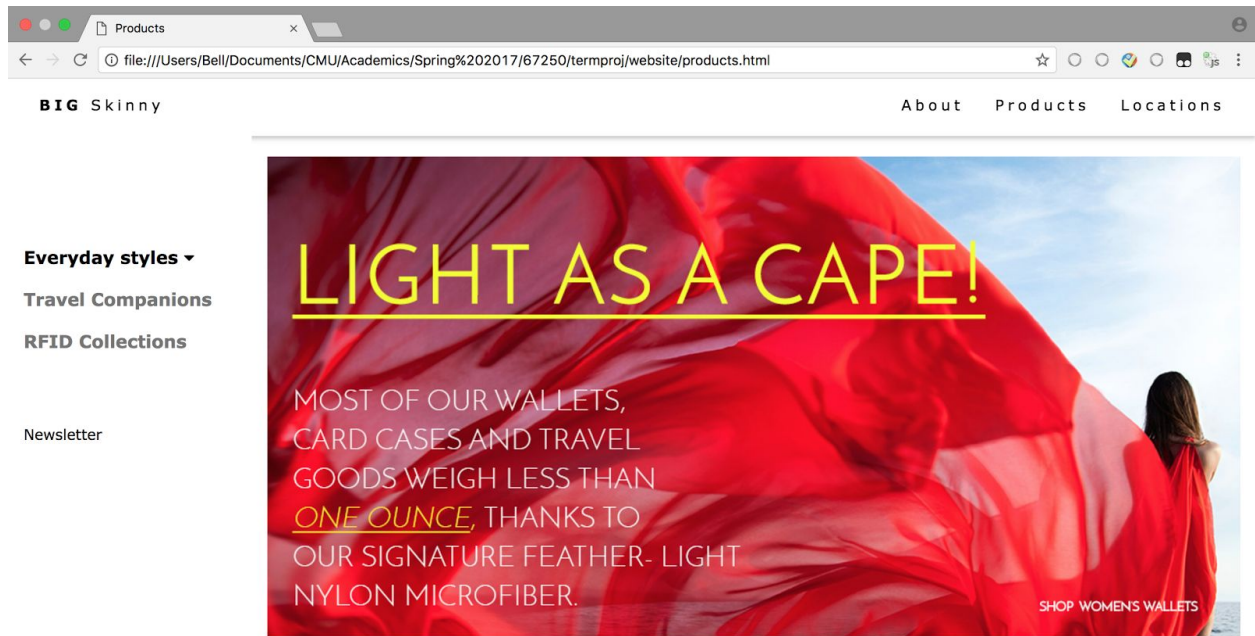 Products
file:///Users/Bell/Documents/CMU/Academics/Spring%202017/67250/termproj/website/products.html
JS
BIG Skinny
About Products Locations
Everyday styles
Travel Companions
RFID Collections
Newsletter
LIGHT AS A CAPE!
MOST OF OUR WALLETS,
CARD CASES AND TRAVEL
GOODS WEIGH LESS THAN
ONE OUNCE, THANKS TO
OUR SIGNATURE FEATHER- LIGHT
NYLON MICROFIBER.
SHOP WOMEN'S WALLETS